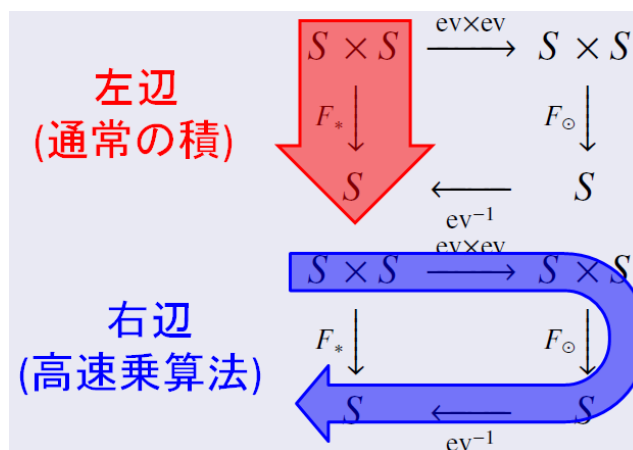 ev×ev
S × S ⟶ S × S
左辺
(通常の積)
F* ↓ F⊙ ↓
S ⟵ S
ev⁻¹
ev×ev
S × S ⟶ S × S
右辺
(高速乗算法)
F* ↓ F⊙ ↓
S ⟵ S
ev⁻¹